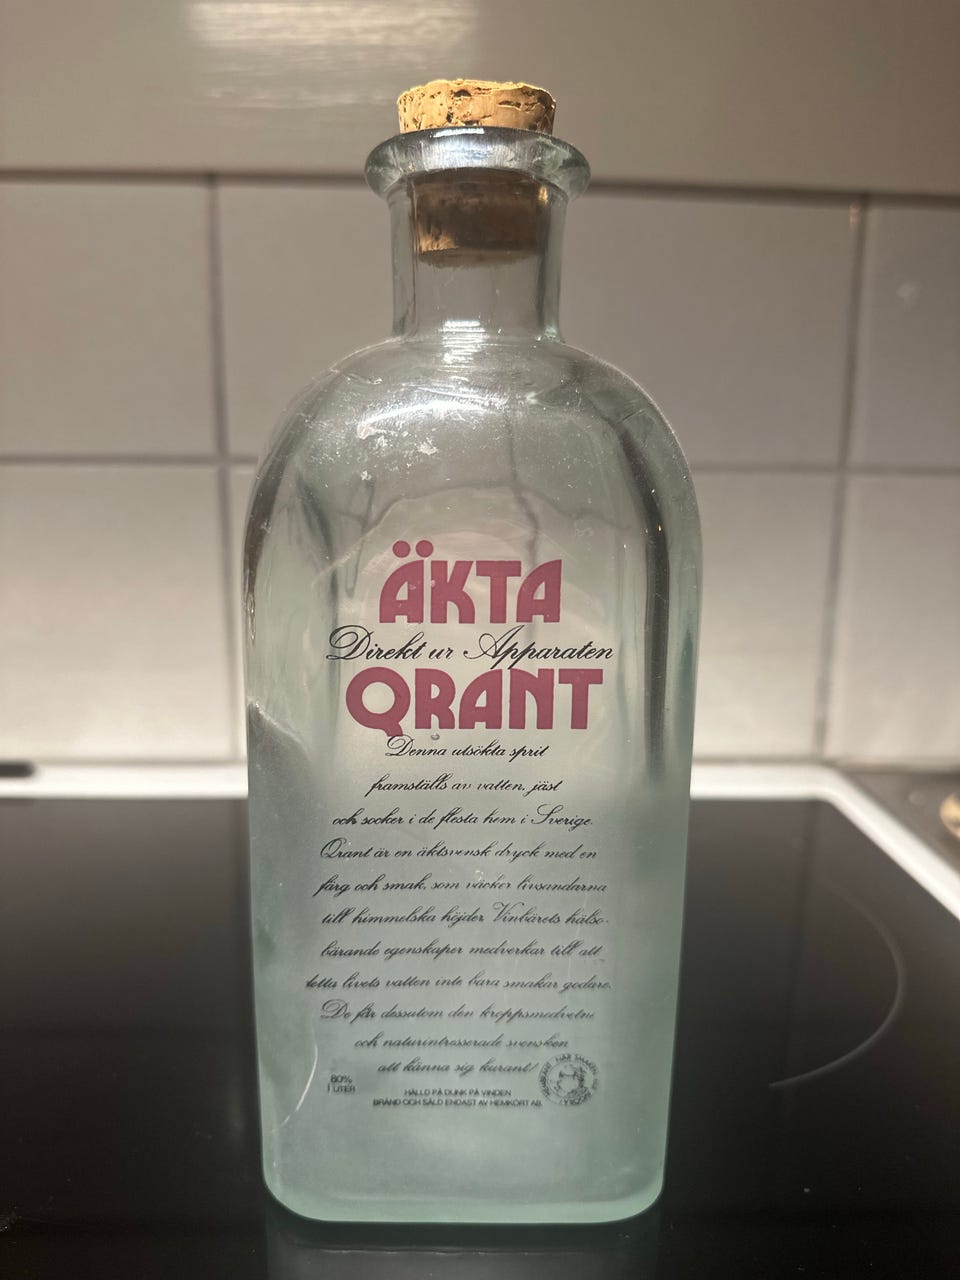 ÄKTA
Direkt ur Apparaten
QRANT
Denna utsökta sprit
framställs av vatten, jäst
och socker i de flesta hem i Sverige.
Qrant är en äktsvensk dryck med en
färg och smak, som väcker livsandarna
till himmelska höjder. Vinbärets hälso-
bärande egenskaper medverkar till att
detta livets vatten inte bara smakar godare.
De får dessutom den kroppsmedvetne
och naturintresserade svensken
att känna sig kurant!
60%
1 LITER
HÄLLD PÅ DUNK PÅ VINDEN
BRÄND OCH SÅLD ENDAST AV HEMKÖRT AB.
NÄR SMAKEN